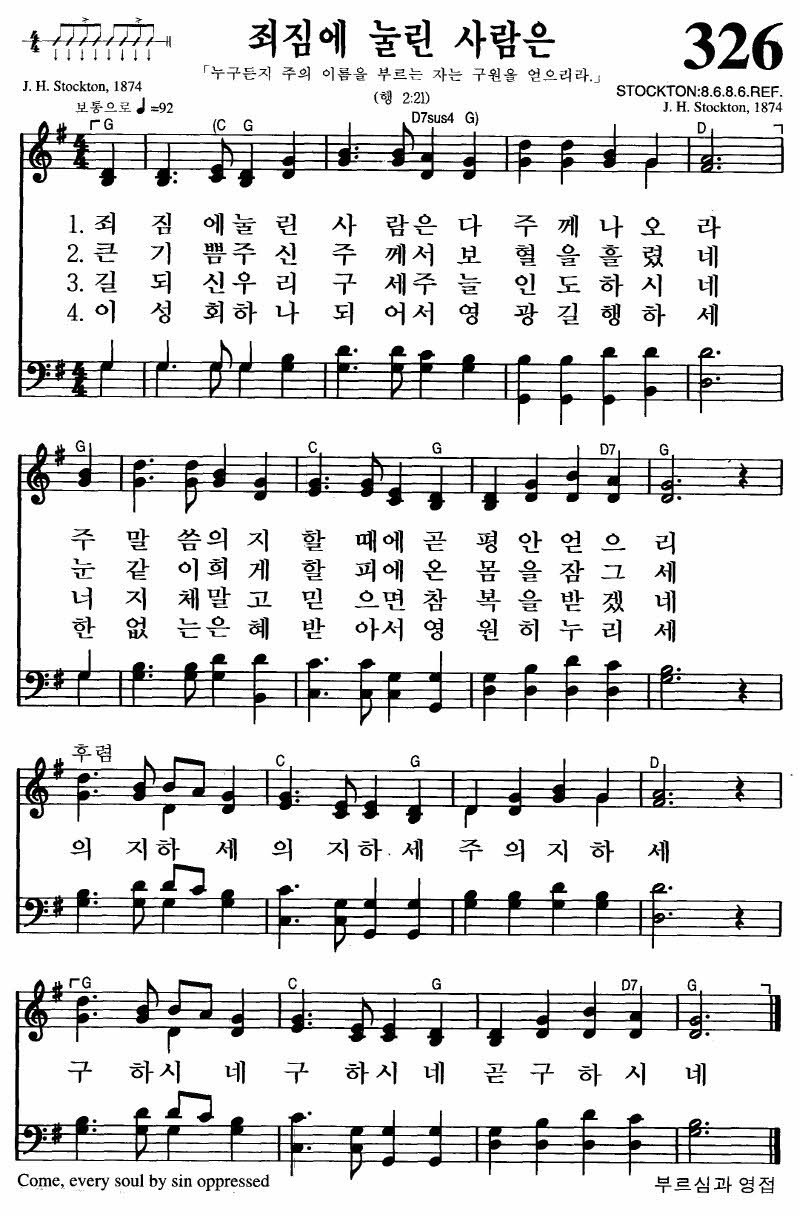 죄짐에 눌린 사람은
326
「누구든지 주의 이름을 부르는 자는 구원을 얻으리라.」
(행 2:21)
J. H. Stockton, 1874
STOCKTON:8.6.8.6.REF.
J. H. Stockton, 1874
보통으로 ♩=92
G (C G D7sus4 G) D
1. 죄 짐 에 눌 린 사 람 은 다 주 께 나 오 라
2. 큰 기 쁨 주 신 주 께 서 보 혈 을 흘 렸 네
3. 길 되 신 우 리 구 세 주 늘 인 도 하 시 네
4. 이 성 회 하 나 되 어 서 영 광 길 행 하 세
G C G D7 G
주 말 씀 의 지 할 때 에 곧 평 안 얻 으 리
눈 같 이 희 게 할 피 에 온 몸 을 잠 그 세
너 지 체 말 고 믿 으 면 참 복 을 받 겠 네
한 없 는 은 혜 받 아 서 영 원 히 누 리 세
후렴
C G D
의 지 하 세 의 지 하 세 주 의 지 하 세
G C G D7 G
구 하 시 네 구 하 시 네 곧 구 하 시 네
Come, every soul by sin oppressed
부르심과 영접